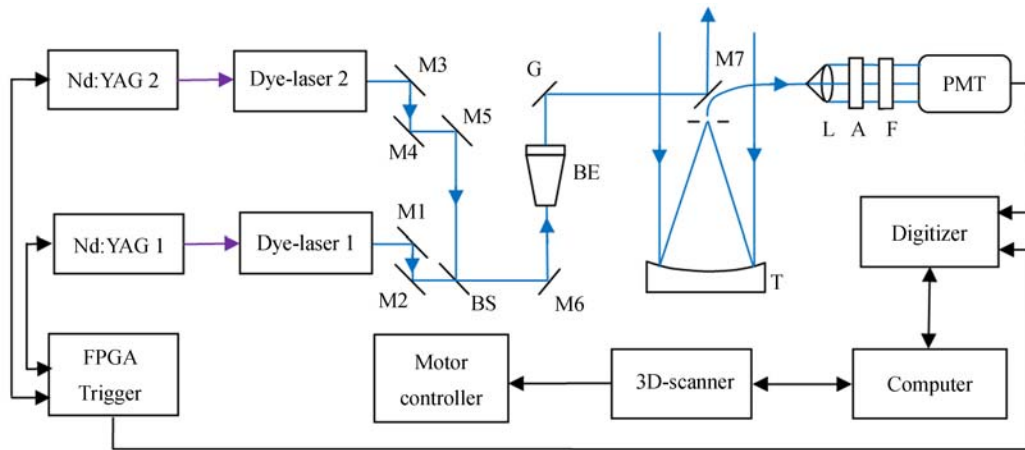 Nd:YAG 2
Dye-laser 2
M3
M4
M5
G
BE
M7
L
A
F
PMT
Nd:YAG 1
Dye-laser 1
M1
M2
BS
M6
T
Digitizer
FPGA
Trigger
Motor
controller
3D-scanner
Computer